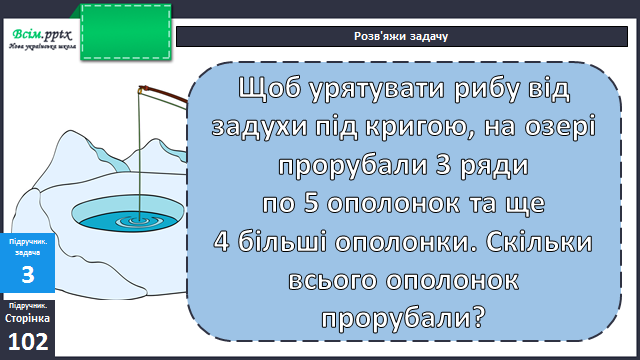 Всім.pptx
Нова українська школа
Розв'яжи задачу
Щоб урятувати рибу від
задухи під кригою, на озері
прорубали 3 ряди
по 5 ополонок та ще
4 більші ополонки. Скільки
всього ополонок
прорубали?
Підручник.
задача
3
Підручник.
Сторінка
102